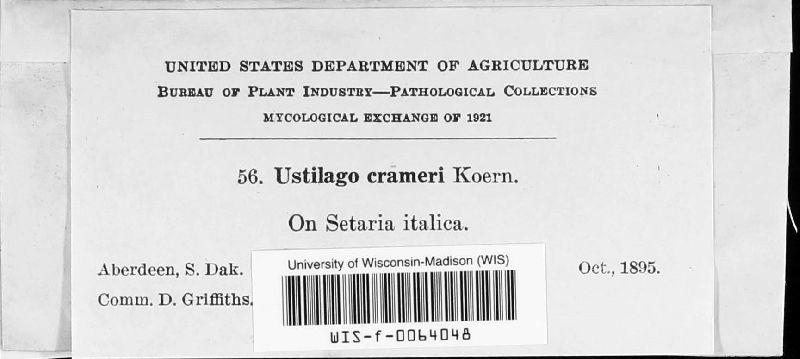 UNITED STATES DEPARTMENT OF AGRICULTURE
BUREAU OF PLANT INDUSTRY—PATHOLOGICAL COLLECTIONS
MYCOLOGICAL EXCHANGE OF 1921
56. Ustilago crameri Koern.
On Setaria italica.
Aberdeen, S. Dak. Oct., 1895.
Comm. D. Griffiths.
University of Wisconsin-Madison (WIS)
WIS-f-0064048